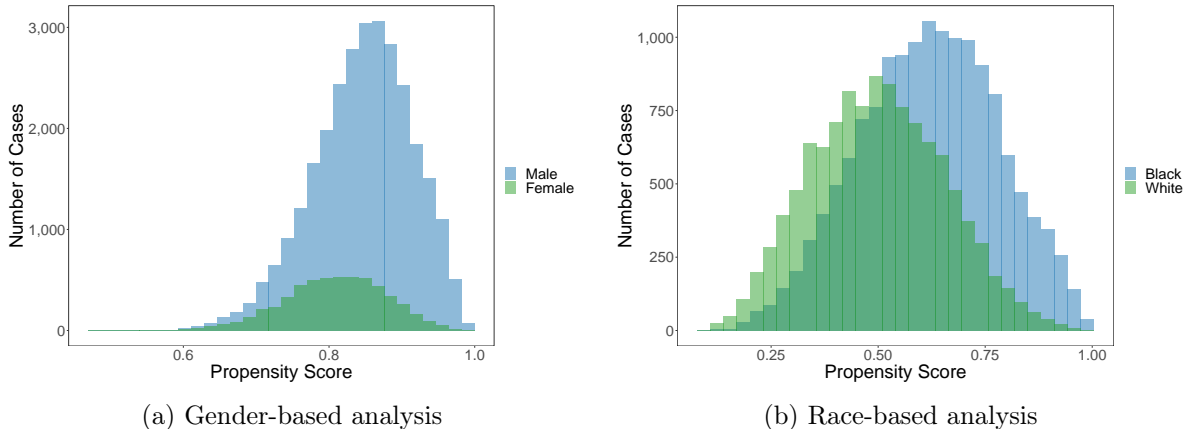 3,000
2,000
1,000
0
0.6 0.8 1.0
Number of Cases
Propensity Score
Male
Female
(a) Gender-based analysis
1,000
750
500
250
0
0.25 0.50 0.75 1.00
Number of Cases
Propensity Score
Black
White
(b) Race-based analysis